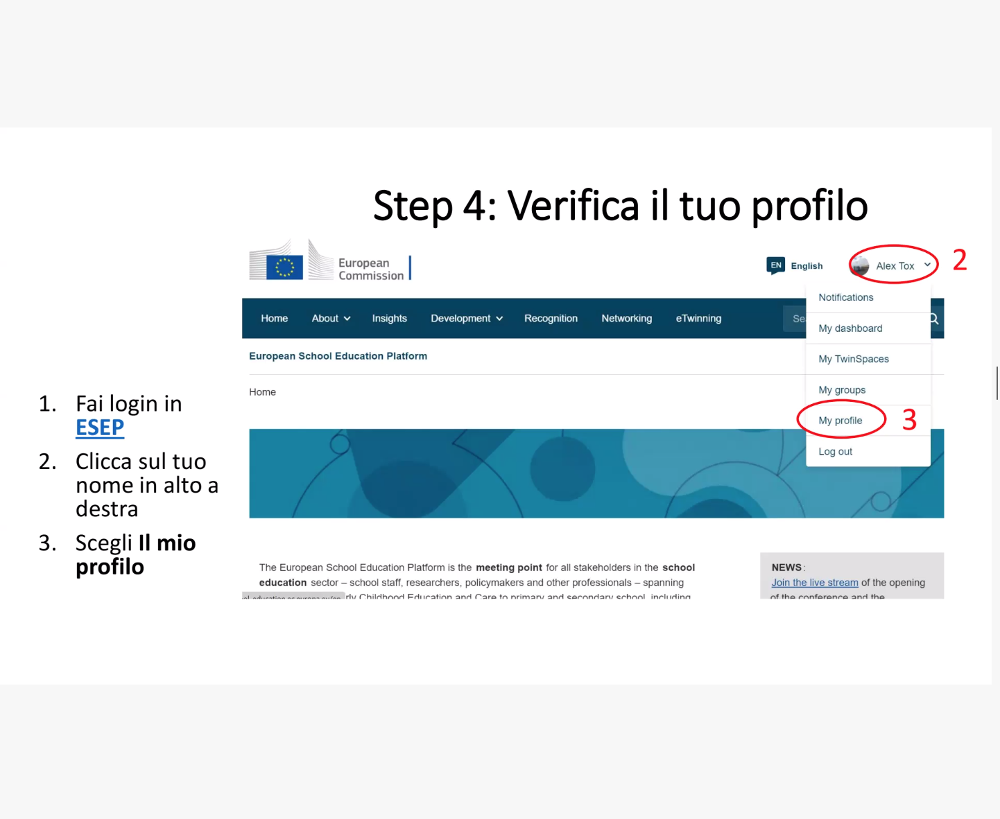 Step 4: Verifica il tuo profilo
European
Commission
EN English
Alex Tox
2
Notifications
Home About Insights Development Recognition Networking eTwinning
My dashboard
European School Education Platform
My TwinSpaces
Home
My groups
1. Fai login in
ESEP
My profile
3
Log out
2. Clicca sul tuo
nome in alto a
destra
3. Scegli Il mio
profilo
The European School Education Platform is the meeting point for all stakeholders in the school
education sector – school staff, researchers, policymakers and other professionals – spanning
Childhood Education and Care to primary and secondary school, including
NEWS:
Join the live stream of the opening
of the conference and the